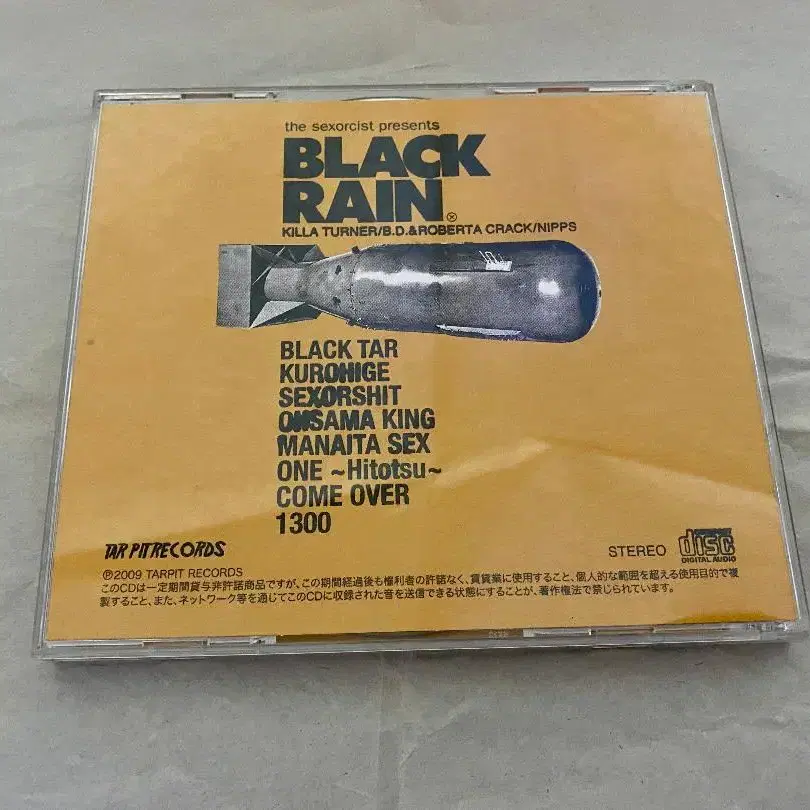 the sexorcist presents
BLACK
RAIN®
KILLA TURNER/B.D.&ROBERTA CRACK/NIPPS
BLACK TAR
KUROHIGE
SEXORSHIT
OHSAMA KING
MANAITA SEX
ONE ~Hitotsu~
COME OVER
1300
TAR PIT RECORDS
STEREO
COMPACT disc DIGITAL AUDIO
℗2009 TARPIT RECORDS
このCDは一定期間貸与非許諾商品ですが、この期間経過後も権利者の許諾なく、賃貸業に使用すること、個人的な範囲を超える使用目的で複
製すること、また、ネットワーク等を通じてこのCDに収録された音を送信できる状態にすることが、著作権法で禁じられています。